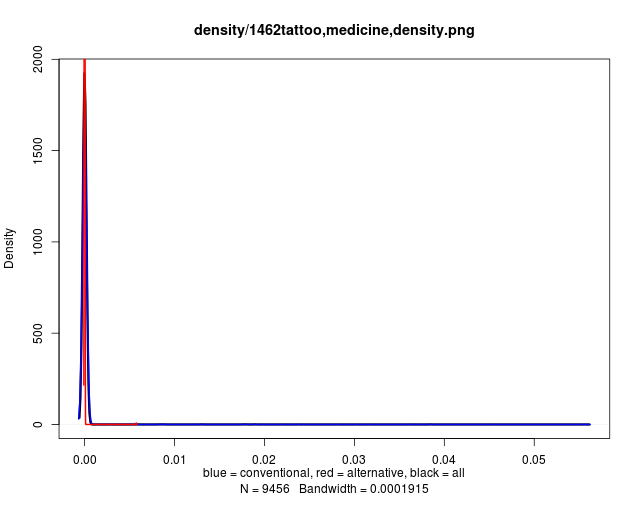 density/1462tattoo,medicine,density.png
Density
2000
1500
1000
500
0
0.00 0.01 0.02 0.03 0.04 0.05
blue = conventional, red = alternative, black = all
N = 9456 Bandwidth = 0.0001915